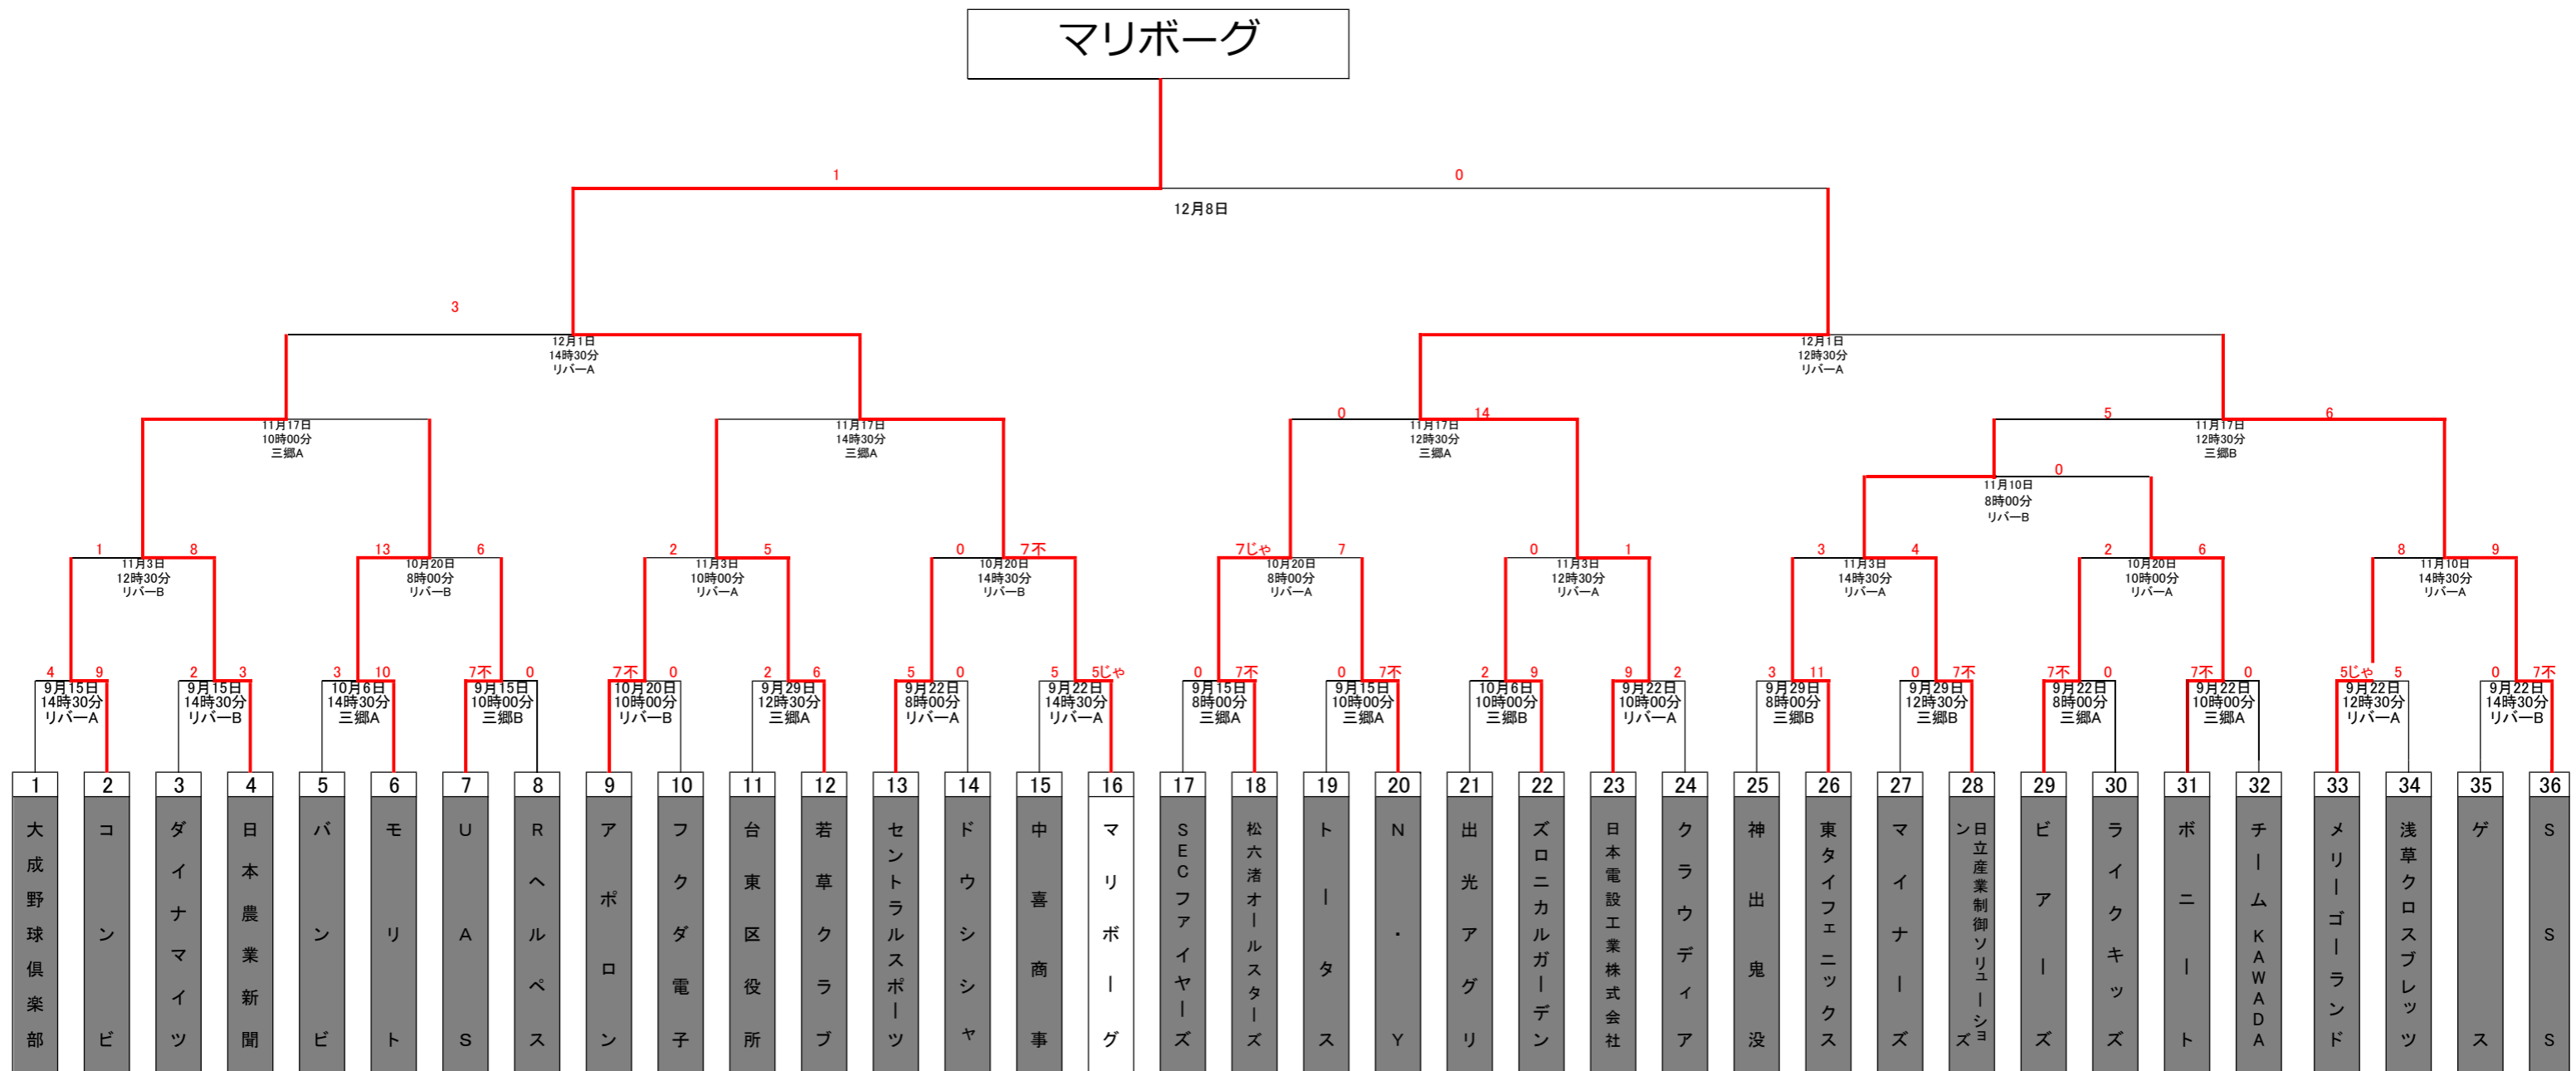 マリボーグ
1 0
12月8日
3
12月1日 12月1日
14時30分 12時30分
リバーA リバーA
0 14 5 6
11月17日 11月17日 11月17日 11月17日
10時00分 14時30分 12時30分 12時30分
三郷A 三郷A 三郷A 三郷B
0
11月10日
8時00分
リバーB
1 8 13 6 2 5 0 7不 7じゃ 7 0 1 3 4 2 6 8 9
11月3日 10月20日 11月3日 10月20日 10月20日 11月3日 11月3日 10月20日 11月10日
12時30分 8時00分 10時00分 14時30分 8時00分 12時30分 14時30分 10時00分 14時30分
リバーB リバーB リバーA リバーB リバーA リバーA リバーA リバーA リバーA
4 9 2 3 3 10 7不 0 7不 0 2 6 5 0 5 5じゃ 0 7不 0 7不 2 9 9 2 3 11 0 7不 7不 0 7不 0 5じゃ 5 0 7不
9月15日 9月15日 10月6日 9月15日 10月20日 9月29日 9月22日 9月22日 9月15日 9月15日 10月6日 9月22日 9月29日 9月29日 9月22日 9月22日 9月22日 9月22日
14時30分 14時30分 14時30分 10時00分 10時00分 12時30分 8時00分 14時30分 8時00分 10時00分 10時00分 10時00分 8時00分 12時30分 8時00分 10時00分 12時30分 14時30分
リバーA リバーB 三郷A 三郷B リバーB 三郷A リバーA リバーA 三郷A 三郷A 三郷B リバーA 三郷B 三郷B 三郷A 三郷A リバーA リバーB
1 2 3 4 5 6 7 8 9 10 11 12 13 14 15 16 17 18 19 20 21 22 23 24 25 26 27 28 29 30 31 32 33 34 35 36
大成野球倶楽部
コンビ
ダイナマイツ
日本農業新聞
バンビ
モリト
UAS
Rヘルペス
アポロン
フクダ電子
台東区役所
若草クラブ
セントラルスポーツ
ドウシシャ
中喜商事
マリボーグ
SECファイヤーズ
松六渚オールスターズ
トータス
N・Y
出光アグリ
ズロニカルガーデン
日本電設工業株式会社
クラウディア
神出鬼没
東タイフェニックス
マイナーズ
日立産業制御ソリューションズ
ビアーズ
ライクキッズ
ボニート
チームKAWADA
メリーゴーランド
浅草クロスブレッツ
ゲス
SSS